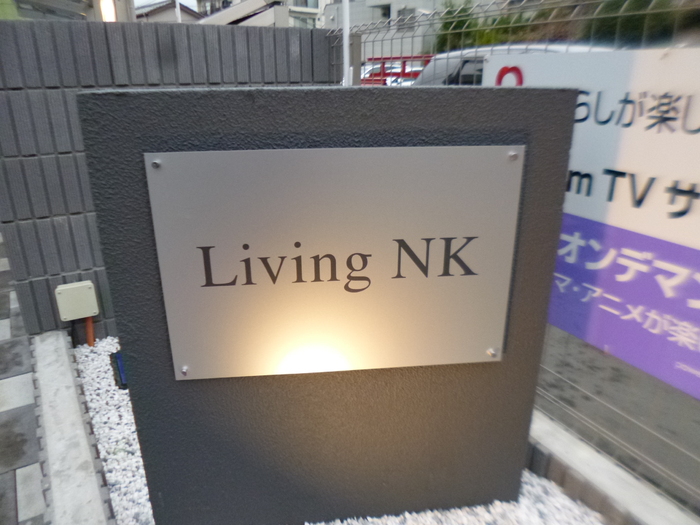 Living NK
らしが楽し
m TV サ
オンデマン
マ・アニメが楽